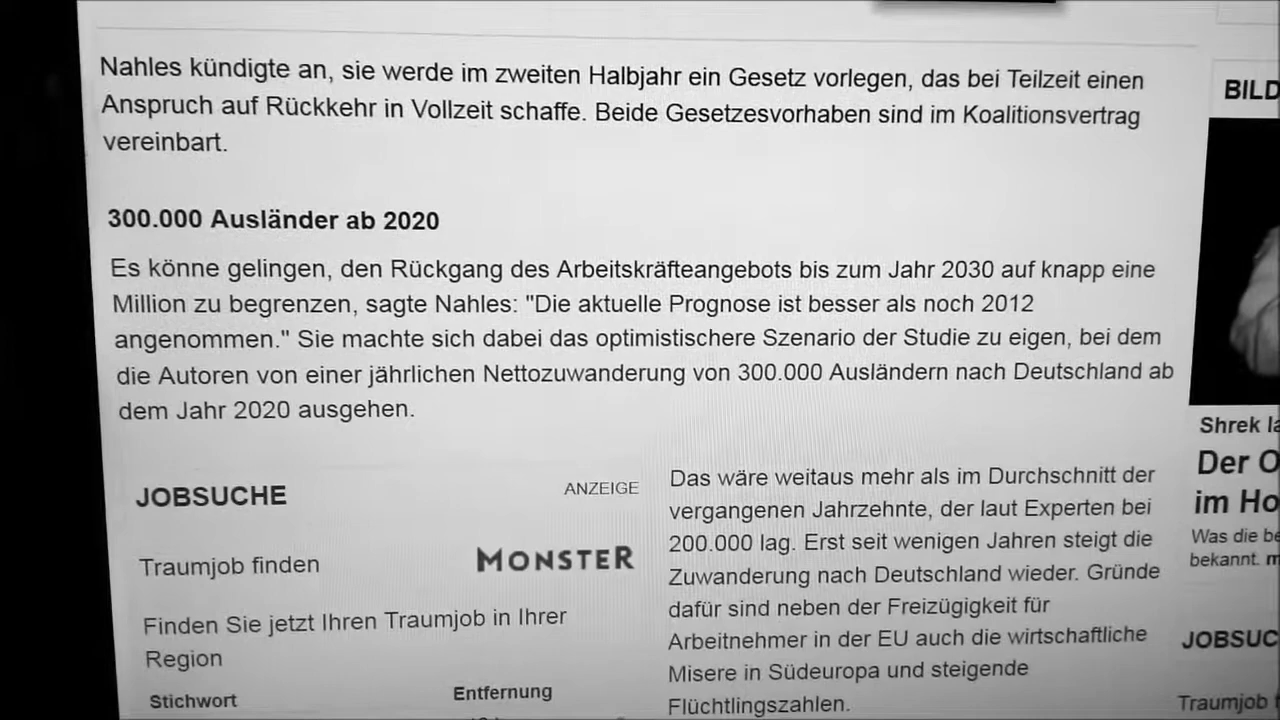 Nahles kündigte an, sie werde im zweiten Halbjahr ein Gesetz vorlegen, das bei Teilzeit einen
Anspruch auf Rückkehr in Vollzeit schaffe. Beide Gesetzesvorhaben sind im Koalitionsvertrag
vereinbart.
300.000 Ausländer ab 2020
Es könne gelingen, den Rückgang des Arbeitskräfteangebots bis zum Jahr 2030 auf knapp eine
Million zu begrenzen, sagte Nahles: "Die aktuelle Prognose ist besser als noch 2012
angenommen." Sie machte sich dabei das optimistischere Szenario der Studie zu eigen, bei dem
die Autoren von einer jährlichen Nettozuwanderung von 300.000 Ausländern nach Deutschland ab
dem Jahr 2020 ausgehen.
JOBSUCHE
ANZEIGE
Traumjob finden
MONSTER
Finden Sie jetzt Ihren Traumjob in Ihrer
Region
Stichwort
Entfernung
Das wäre weitaus mehr als im Durchschnitt der
vergangenen Jahrzehnte, der laut Experten bei
200.000 lag. Erst seit wenigen Jahren steigt die
Zuwanderung nach Deutschland wieder. Gründe
dafür sind neben der Freizügigkeit für
Arbeitnehmer in der EU auch die wirtschaftliche
Misere in Südeuropa und steigende
Flüchtlingszahlen.
BILD
Shrek
Der
im
Was die
bekannt.
Traumjob